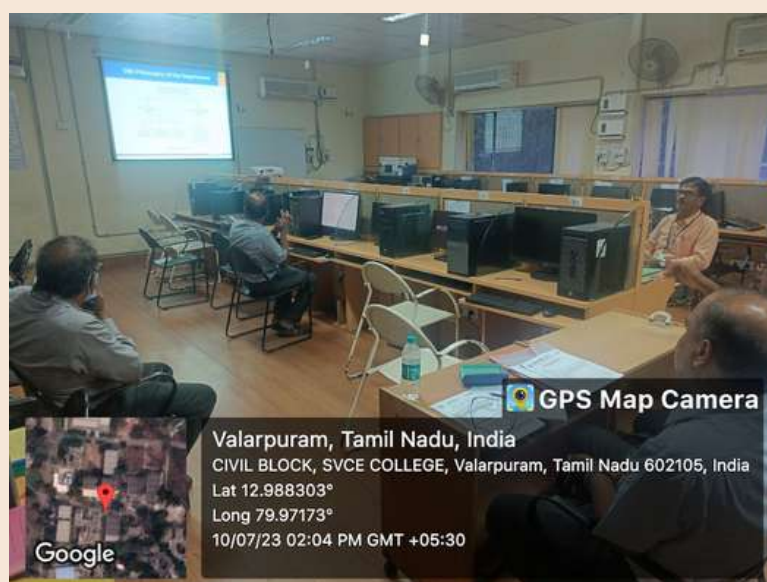 GPS Map Camera
Valarpuram, Tamil Nadu, India
CIVIL BLOCK, SVCE COLLEGE, Valarpuram, Tamil Nadu 602105, India
Lat 12.988303°
Long 79.97173°
10/07/23 02:04 PM GMT +05:30
Google